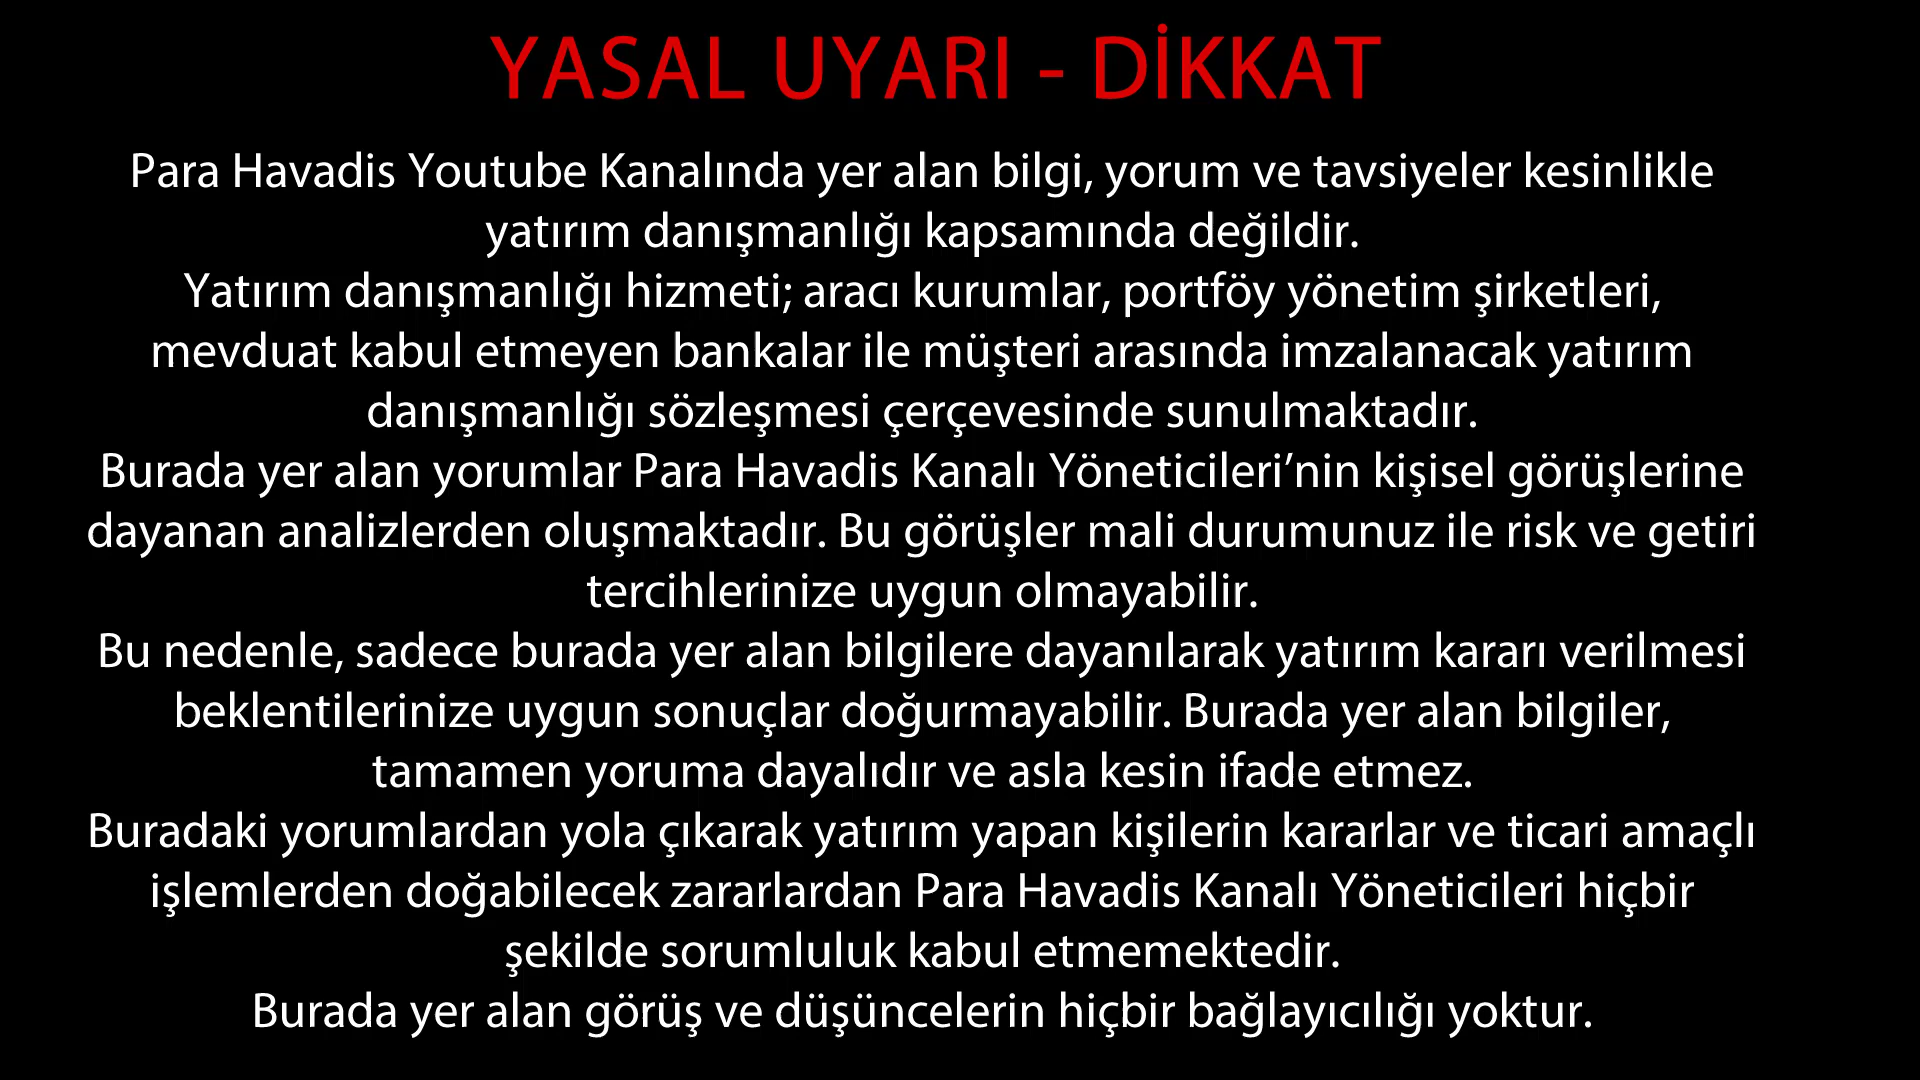 YASAL UYARI - DİKKAT
Para Havadis Youtube Kanalında yer alan bilgi, yorum ve tavsiyeler kesinlikle
yatırım danışmanlığı kapsamında değildir.
Yatırım danışmanlığı hizmeti; aracı kurumlar, portföy yönetim şirketleri,
mevduat kabul etmeyen bankalar ile müşteri arasında imzalanacak yatırım
danışmanlığı sözleşmesi çerçevesinde sunulmaktadır.
Burada yer alan yorumlar Para Havadis Kanalı Yöneticileri’nin kişisel görüşlerine
dayanan analizlerden oluşmaktadır. Bu görüşler mali durumunuz ile risk ve getiri
tercihlerinize uygun olmayabilir.
Bu nedenle, sadece burada yer alan bilgilere dayanılarak yatırım kararı verilmesi
beklentilerinize uygun sonuçlar doğurmayabilir. Burada yer alan bilgiler,
tamamen yoruma dayalıdır ve asla kesin ifade etmez.
Buradaki yorumlardan yola çıkarak yatırım yapan kişilerin kararlar ve ticari amaçlı
işlemlerden doğabilecek zararlardan Para Havadis Kanalı Yöneticileri hiçbir
şekilde sorumluluk kabul etmemektedir.
Burada yer alan görüş ve düşüncelerin hiçbir bağlayıcılığı yoktur.